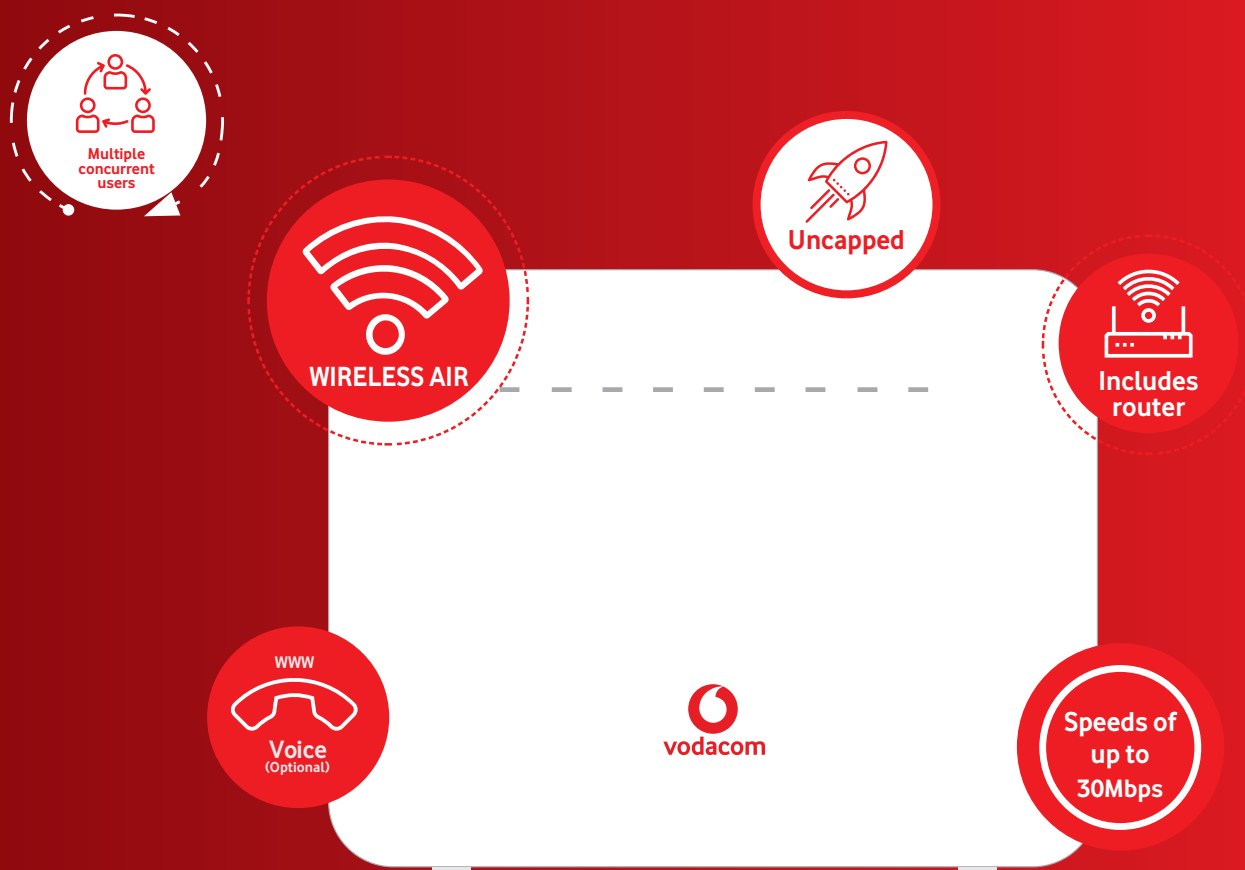 Multiple
concurrent
users
Uncapped
WIRELESS AIR
Includes
router
WWW
Voice
(Optional)
vodacom
Speeds of
up to
30Mbps